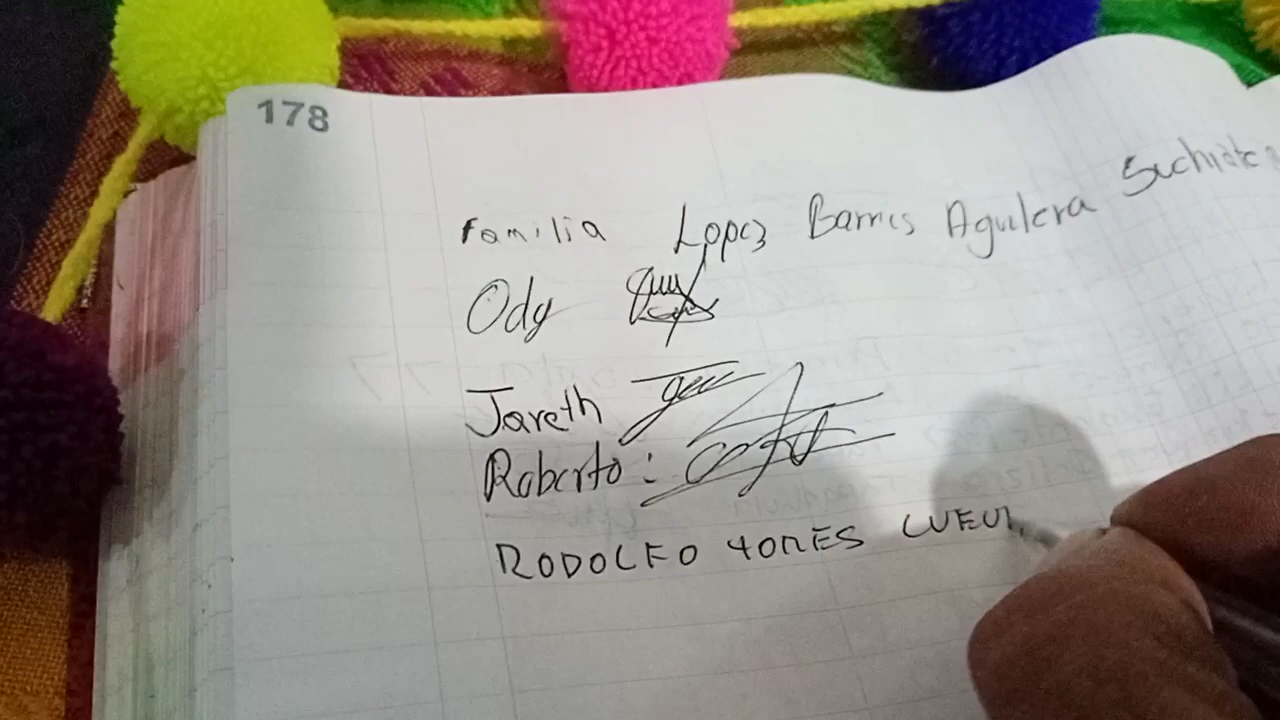 178
Familia Lopez Barrios Aguilera Suchiate
Ody
Jareth
Roberto:
RODOLFO